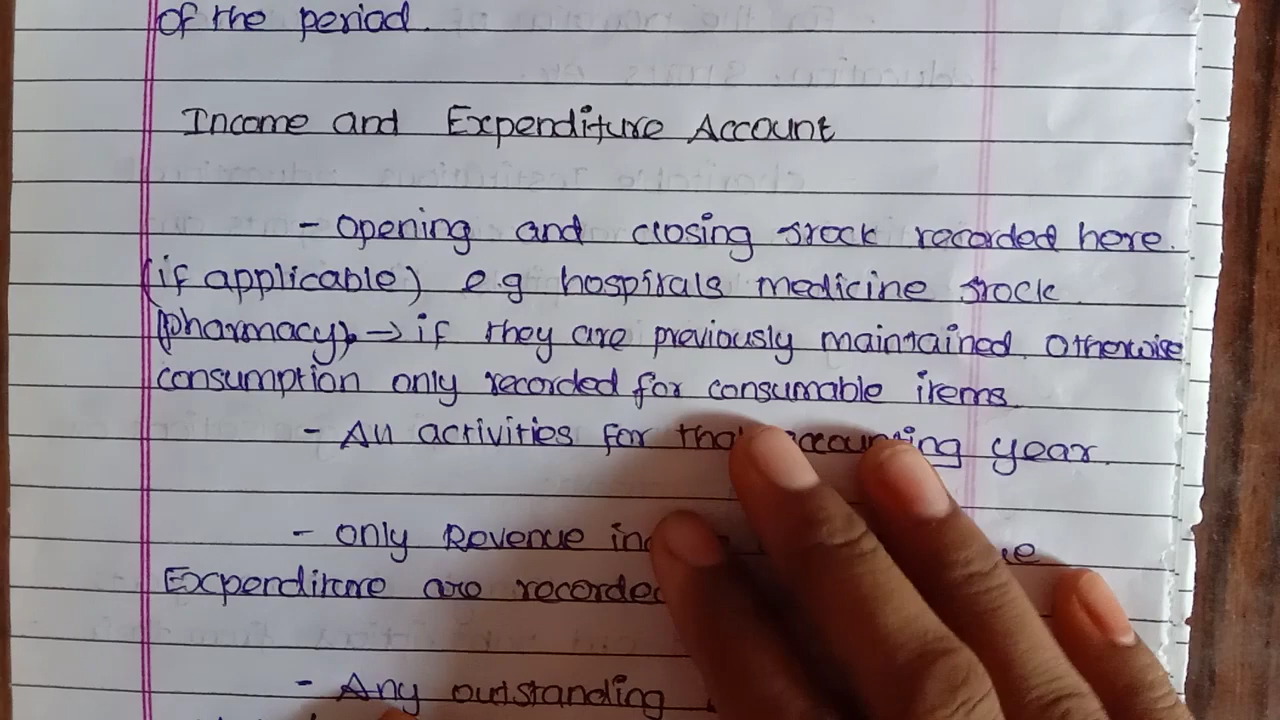 of the period.
Income and Expenditure Account
- Opening and closing stock recorded here.
(if applicable) e.g hospitals medicine stock
(pharmacy) → if they are previously maintained. Otherwise
consumption only recorded for consumable items
- All activities for that accounting year.
- Only Revenue
Expenditure are recorded
- Any outstanding